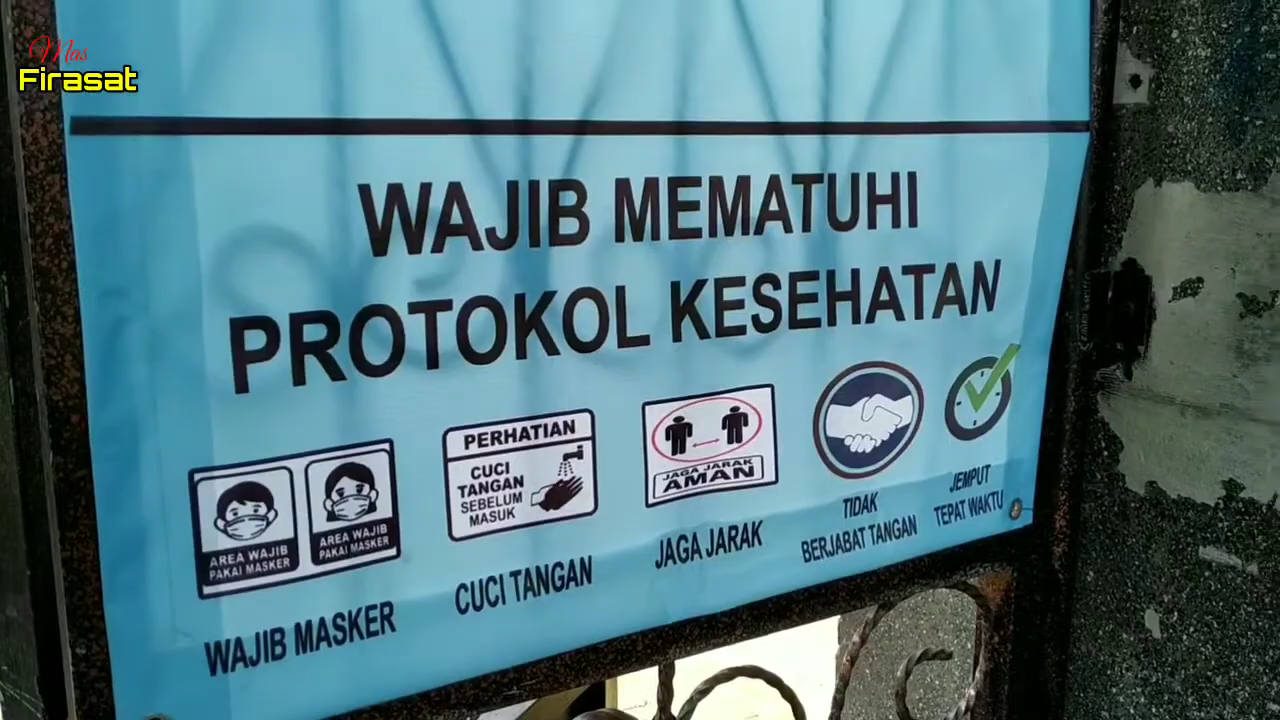 Mas
Firasat
WAJIB MEMATUHI
PROTOKOL KESEHATAN
AREA WAJIB
PAKAI MASKER
AREA WAJIB
PAKAI MASKER
WAJIB MASKER
PERHATIAN
CUCI
TANGAN
SEBELUM
MASUK
CUCI TANGAN
JAGA JARAK
AMAN
JAGA JARAK
TIDAK
BERJABAT TANGAN
JEMPUT
TEPAT WAKTU